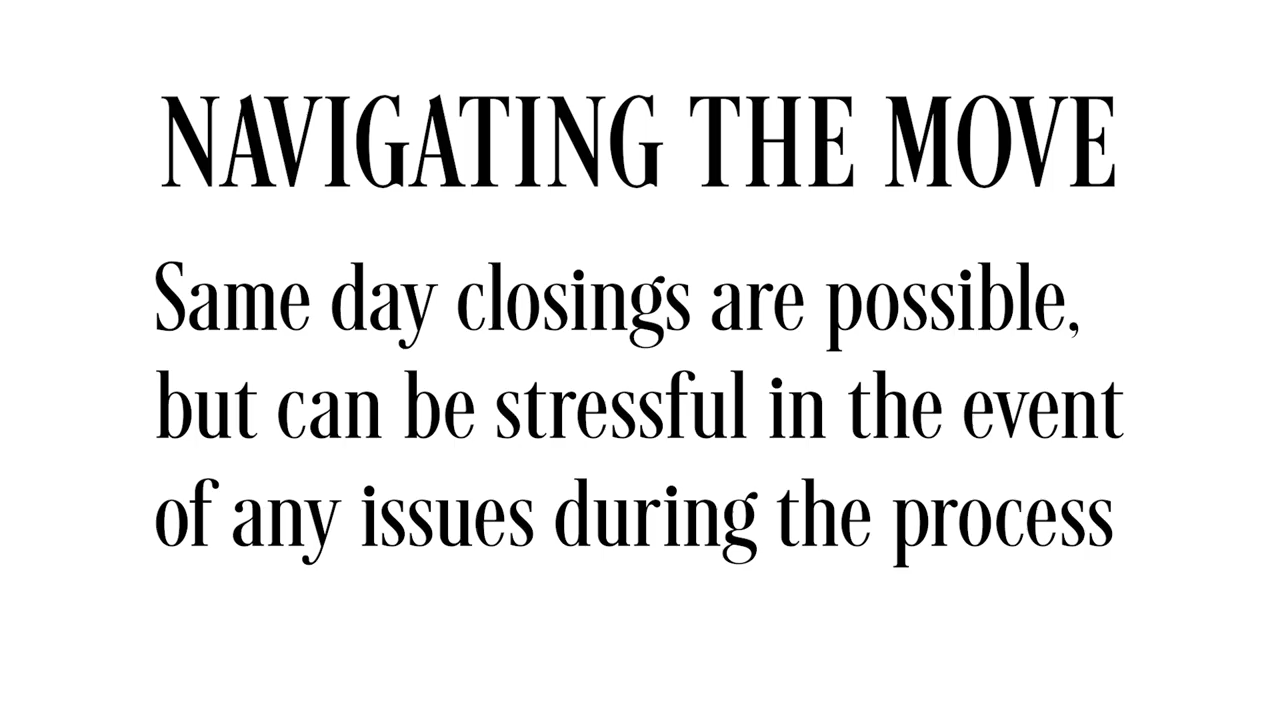 NAVIGATING THE MOVE
Same day closings are possible,
but can be stressful in the event
of any issues during the process